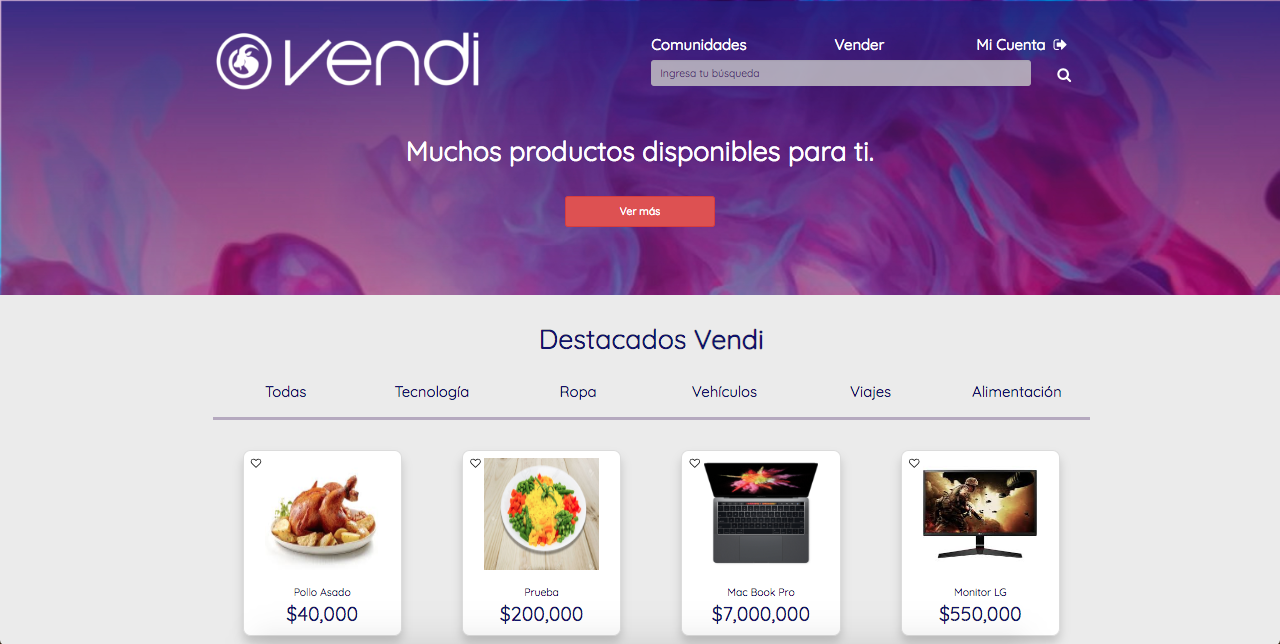 vendi
Comunidades Vender Mi Cuenta
Ingresa tu búsqueda
Muchos productos disponibles para ti.
Ver más
Destacados Vendi
Todas Tecnología Ropa Vehículos Viajes Alimentación
Pollo Asado Prueba Mac Book Pro Monitor LG
$40,000 $200,000 $7,000,000 $550,000